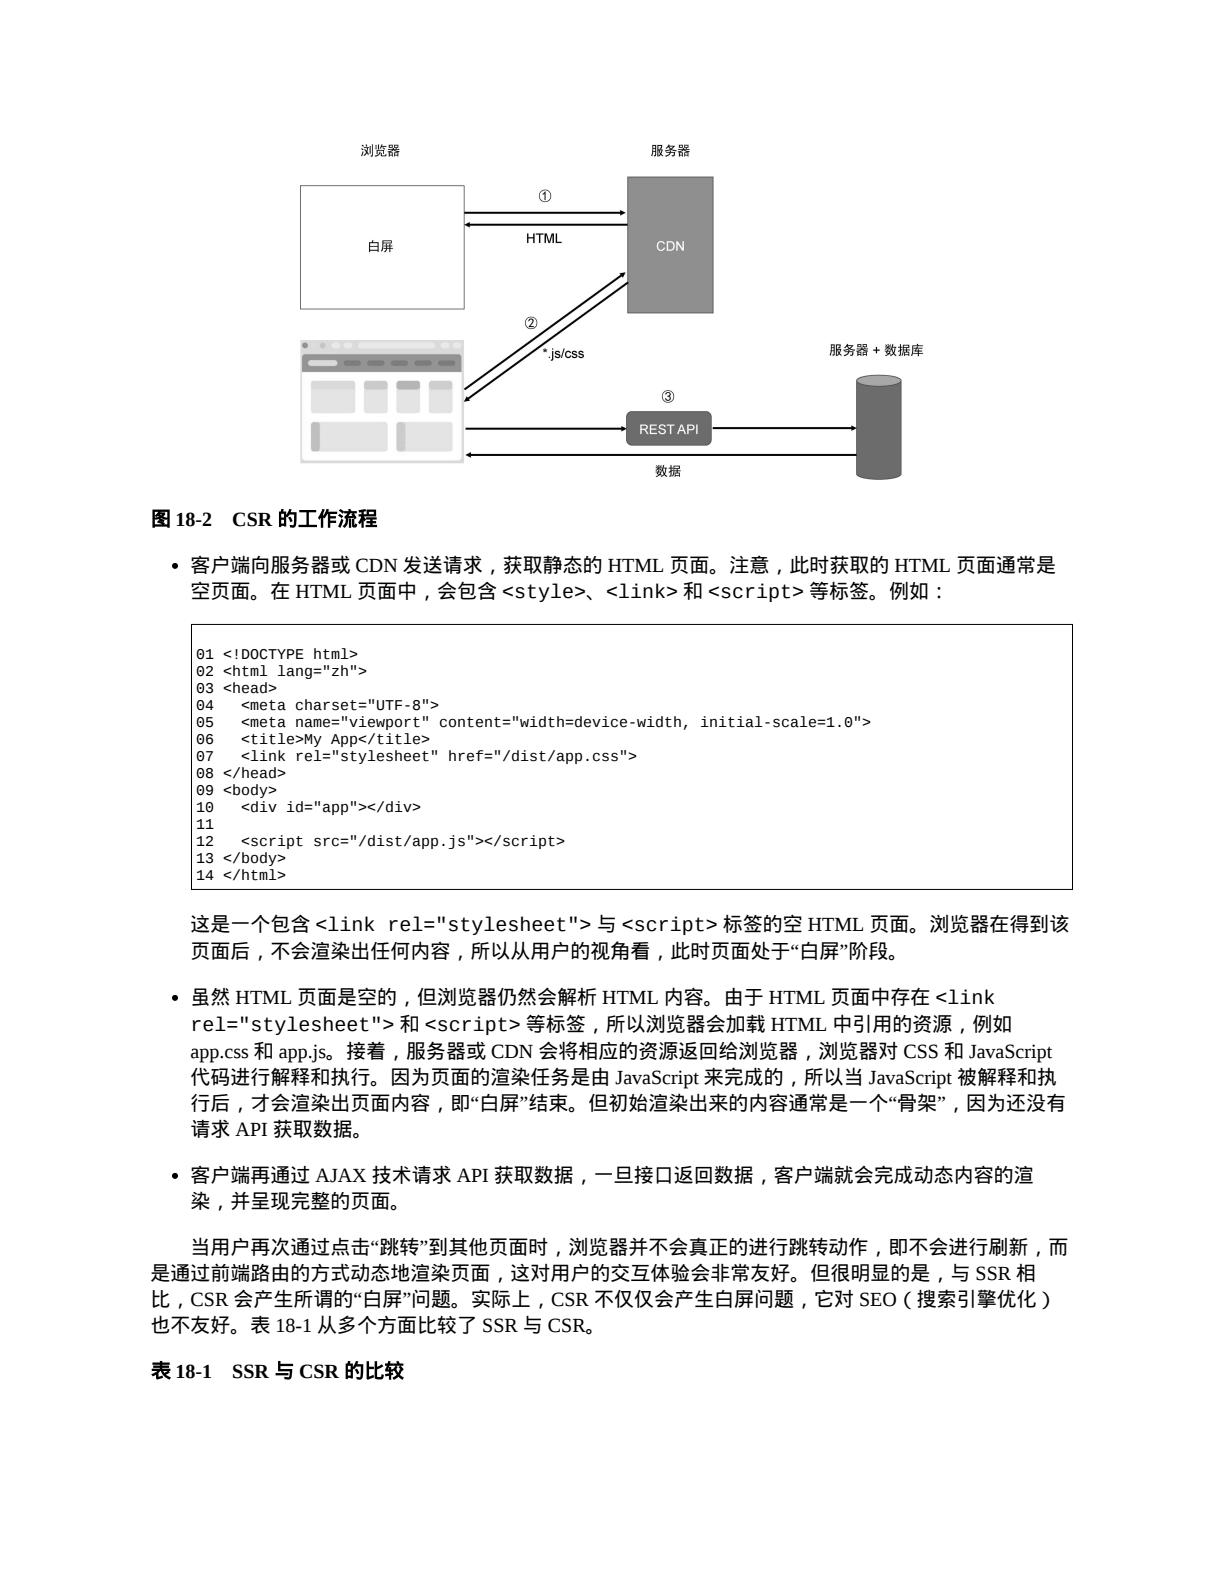 浏览器
服务器
①
HTML
白屏
CDN
②
*.js/css
服务器 + 数据库
③
REST API
数据
图 18-2 CSR 的工作流程
• 客户端向服务器或 CDN 发送请求，获取静态的 HTML 页面。注意，此时获取的 HTML 页面通常是
空页面。在 HTML 页面中，会包含 <style>、<link> 和 <script> 等标签。例如：
01 <!DOCTYPE html>
02 <html lang="zh">
03 <head>
04   <meta charset="UTF-8">
05   <meta name="viewport" content="width=device-width, initial-scale=1.0">
06   <title>My App</title>
07   <link rel="stylesheet" href="/dist/app.css">
08 </head>
09 <body>
10   <div id="app"></div>
11
12   <script src="/dist/app.js"></script>
13 </body>
14 </html>
这是一个包含 <link rel="stylesheet"> 与 <script> 标签的空 HTML 页面。浏览器在得到该
页面后，不会渲染出任何内容，所以从用户的视角看，此时页面处于“白屏”阶段。
• 虽然 HTML 页面是空的，但浏览器仍然会解析 HTML 内容。由于 HTML 页面中存在 <link
rel="stylesheet"> 和 <script> 等标签，所以浏览器会加载 HTML 中引用的资源，例如
app.css 和 app.js。接着，服务器或 CDN 会将相应的资源返回给浏览器，浏览器对 CSS 和 JavaScript
代码进行解释和执行。因为页面的渲染任务是由 JavaScript 来完成的，所以当 JavaScript 被解释和执
行后，才会渲染出页面内容，即“白屏”结束。但初始渲染出来的内容通常是一个“骨架”，因为还没有
请求 API 获取数据。
• 客户端再通过 AJAX 技术请求 API 获取数据，一旦接口返回数据，客户端就会完成动态内容的渲
染，并呈现完整的页面。
当用户再次通过点击“跳转”到其他页面时，浏览器并不会真正的进行跳转动作，即不会进行刷新，而
是通过前端路由的方式动态地渲染页面，这对用户的交互体验会非常友好。但很明显的是，与 SSR 相
比，CSR 会产生所谓的“白屏”问题。实际上，CSR 不仅仅会产生白屏问题，它对 SEO（搜索引擎优化）
也不友好。表 18-1 从多个方面比较了 SSR 与 CSR。
表 18-1 SSR 与 CSR 的比较